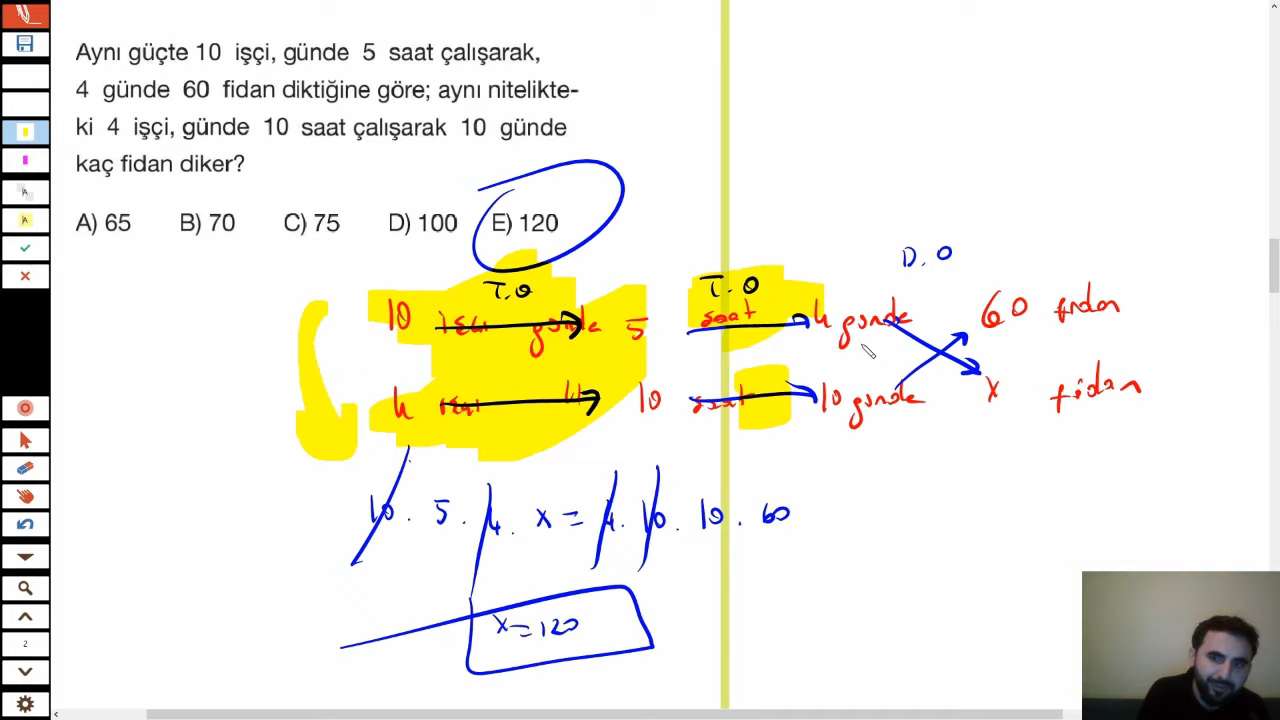 Aynı güçte 10 işçi, günde 5 saat çalışarak,
4 günde 60 fidan diktiğine göre; aynı nitelikte-
ki 4 işçi, günde 10 saat çalışarak 10 günde
kaç fidan diker?
A) 65 B) 70 C) 75 D) 100 E) 120
D.O
T.O T.O
10 işçi günde 5 saat 4 günde 60 fidan
4 işçi 10 saat 10 günde x fidan
10 . 5 . 4 . x = 4 . 10 . 10 . 60
x = 120
2